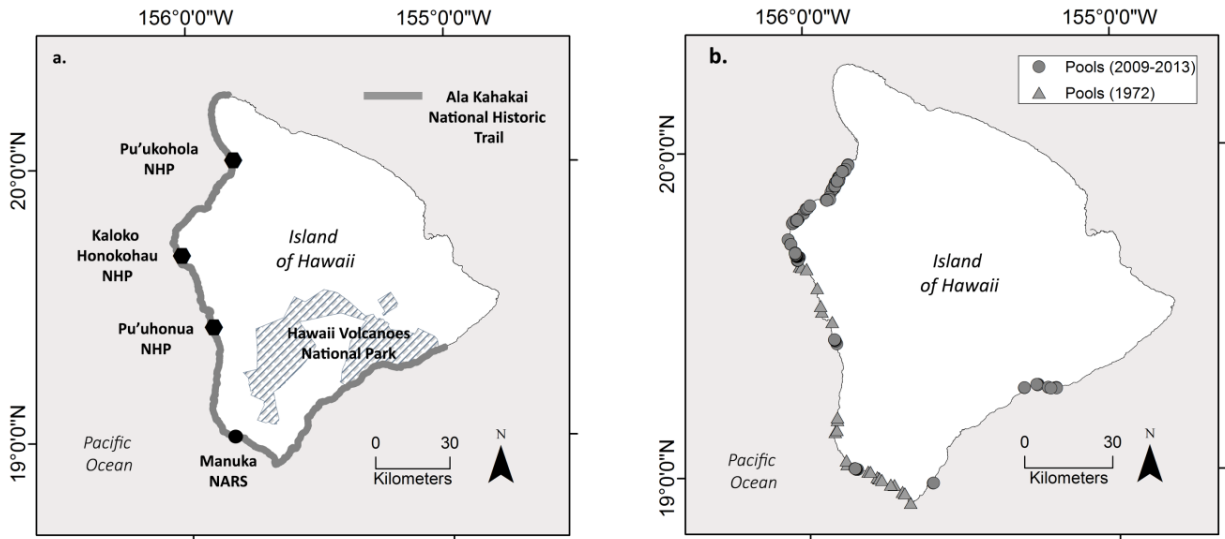 156°0'0"W 155°0'0"W
a.
Ala Kahakai
National Historic
Trail
Pu'ukohola
NHP
20°0'0"N
Kaloko
Honokohau
NHP
Island
of Hawaii
Pu'uhonua
NHP
Hawaii Volcanoes
National Park
19°0'0"N
Pacific
Ocean
Manuka
NARS
0 30
Kilometers
N
156°0'0"W 155°0'0"W
b.
Pools (2009-2013)
Pools (1972)
20°0'0"N
Island
of Hawaii
19°0'0"N
Pacific
Ocean
0 30
Kilometers
N